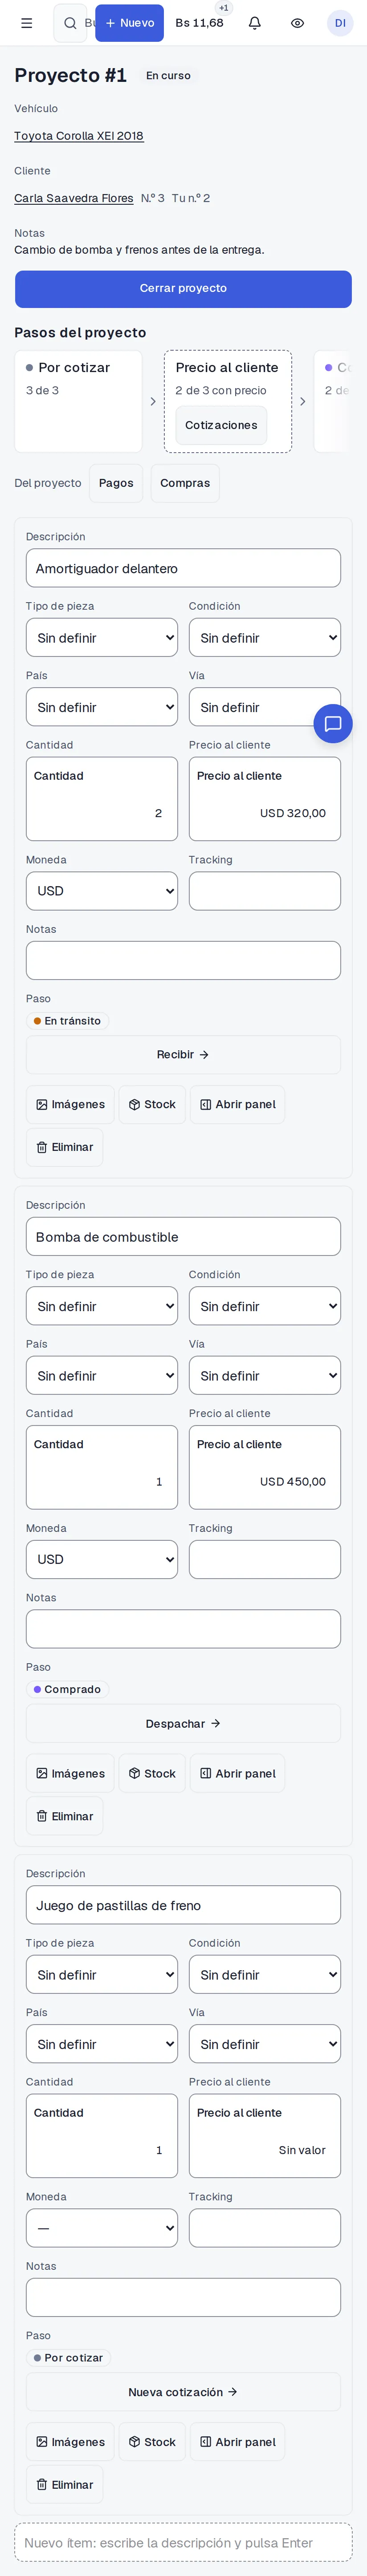 +1
Bu
+ Nuevo
Bs 11,68
DI
Proyecto #1
En curso
Vehículo
Toyota Corolla XEI 2018
Cliente
Carla Saavedra Flores N.º 3 Tu n.º 2
Notas
Cambio de bomba y frenos antes de la entrega.
Cerrar proyecto
Pasos del proyecto
Por cotizar
3 de 3
Precio al cliente
2 de 3 con precio
Cotizaciones
2 de
Del proyecto
Pagos
Compras
Descripción
Amortiguador delantero
Tipo de pieza Condición
Sin definir Sin definir
País Vía
Sin definir Sin definir
Cantidad Precio al cliente
Cantidad Precio al cliente
2 USD 320,00
Moneda Tracking
USD
Notas
Paso
En tránsito
Recibir →
Imágenes Stock Abrir panel
Eliminar
Descripción
Bomba de combustible
Tipo de pieza Condición
Sin definir Sin definir
País Vía
Sin definir Sin definir
Cantidad Precio al cliente
Cantidad Precio al cliente
1 USD 450,00
Moneda Tracking
USD
Notas
Paso
Comprado
Despachar →
Imágenes Stock Abrir panel
Eliminar
Descripción
Juego de pastillas de freno
Tipo de pieza Condición
Sin definir Sin definir
País Vía
Sin definir Sin definir
Cantidad Precio al cliente
Cantidad Precio al cliente
1 Sin valor
Moneda Tracking
—
Notas
Paso
Por cotizar
Nueva cotización →
Imágenes Stock Abrir panel
Eliminar
Nuevo ítem: escribe la descripción y pulsa Enter